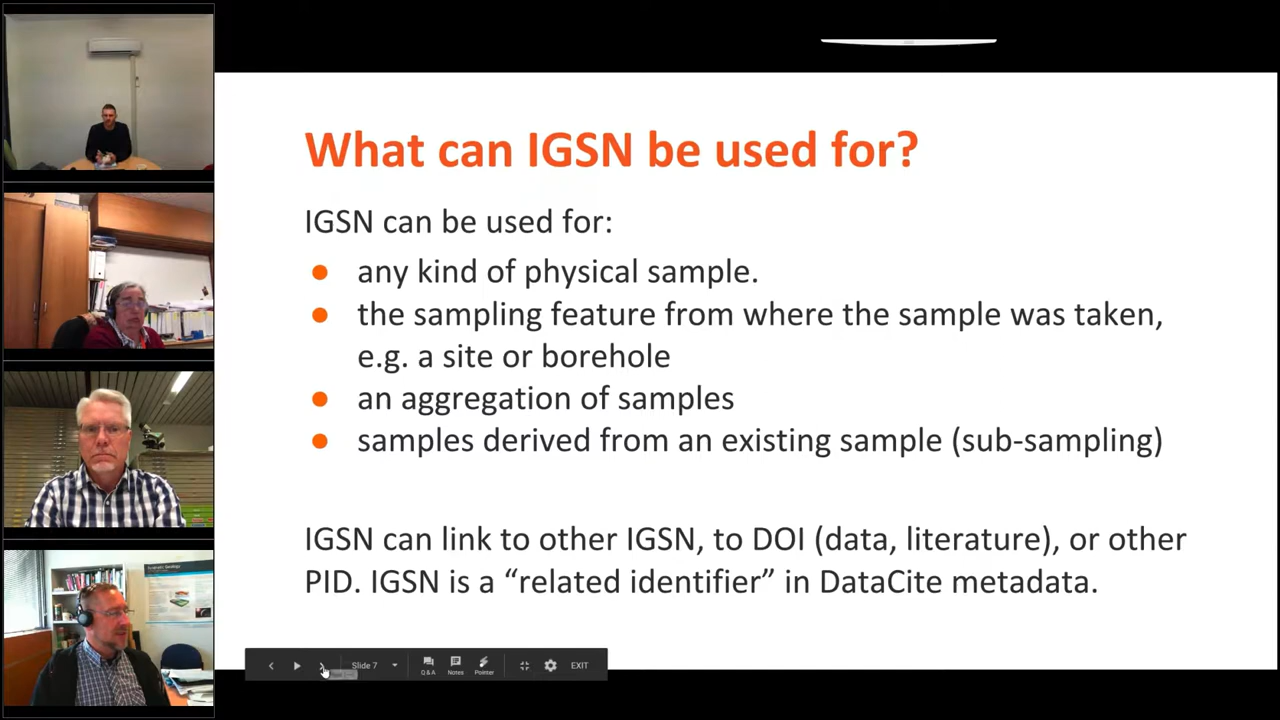 What can IGSN be used for?
IGSN can be used for:
● any kind of physical sample.
● the sampling feature from where the sample was taken,
e.g. a site or borehole
● an aggregation of samples
● samples derived from an existing sample (sub-sampling)
IGSN can link to other IGSN, to DOI (data, literature), or other
PID. IGSN is a “related identifier” in DataCite metadata.
Slide 7
Q & A Notes Pointer
EXIT